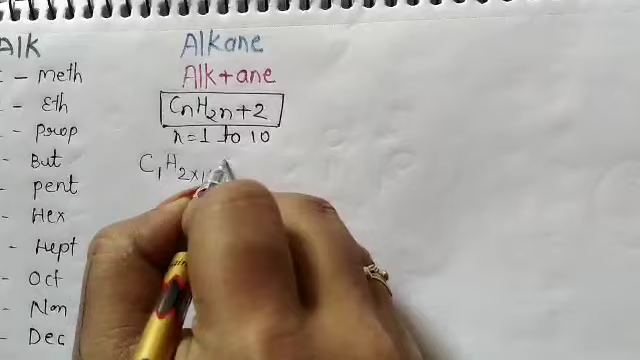 Alk
Alkane
Alk+ane
- Meth
CnH2n+2
- Eth
n=1 to 10
- Prop
C1H2x1
- But
pent
- Hex
- Hept
- Oct
- Non
- Dec